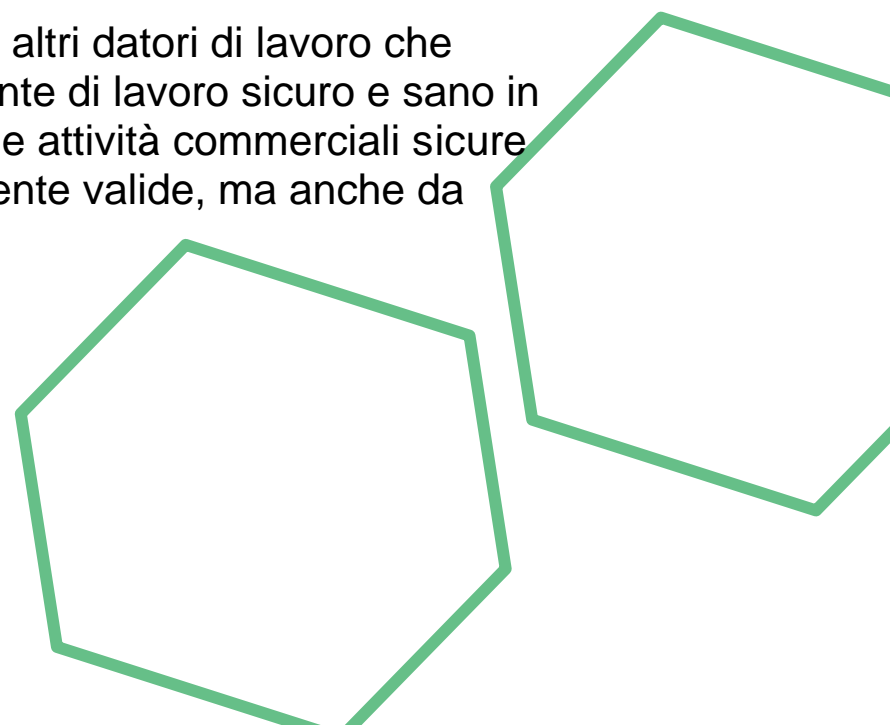 altri datori di lavoro che
nte di lavoro sicuro e sano in
e attività commerciali sicure
ente valide, ma anche da